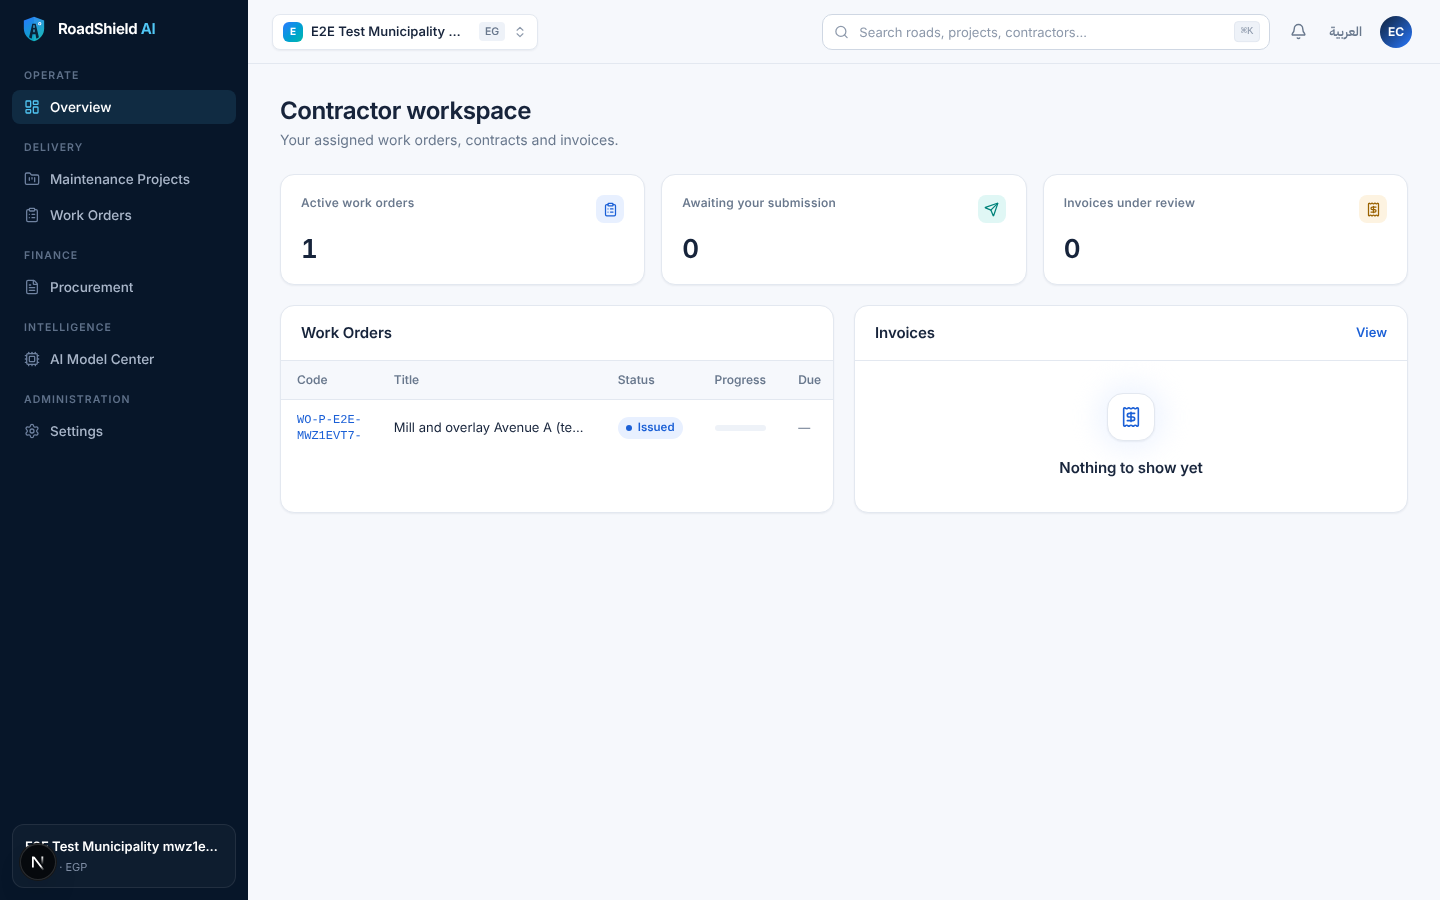 RoadShield AI
E E2E Test Municipality ... EG
Search roads, projects, contractors... ⌘K
العربية
EC
OPERATE
Overview
DELIVERY
Maintenance Projects
Work Orders
FINANCE
Procurement
INTELLIGENCE
AI Model Center
ADMINISTRATION
Settings
Test Municipality mwz1e...
N
· EGP
Contractor workspace
Your assigned work orders, contracts and invoices.
Active work orders
1
Awaiting your submission
0
Invoices under review
0
Work Orders
Code Title Status Progress Due
WO-P-E2E-
MWZ1EVT7-
Mill and overlay Avenue A (te... Issued —
Invoices View
Nothing to show yet